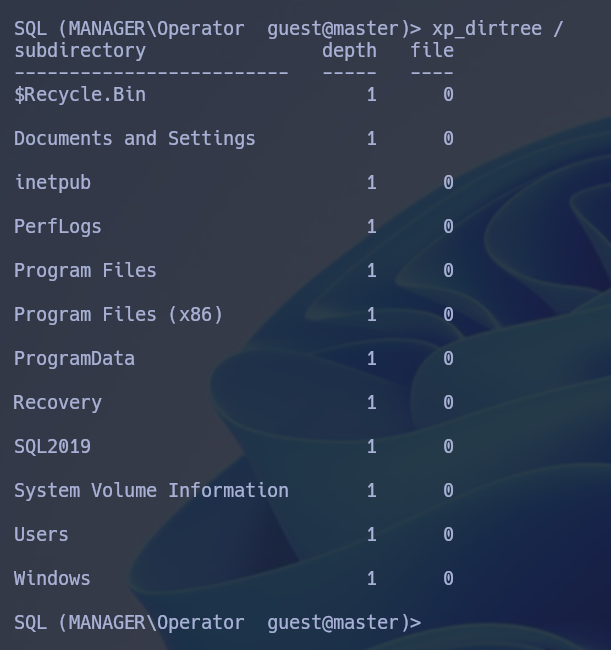 SQL (MANAGER\Operator  guest@master)> xp_dirtree /
subdirectory                depth   file
-------------------------   -----   ----
$Recycle.Bin                    1      0
Documents and Settings          1      0
inetpub                         1      0
PerfLogs                        1      0
Program Files                   1      0
Program Files (x86)             1      0
ProgramData                     1      0
Recovery                        1      0
SQL2019                         1      0
System Volume Information       1      0
Users                           1      0
Windows                         1      0
SQL (MANAGER\Operator  guest@master)>